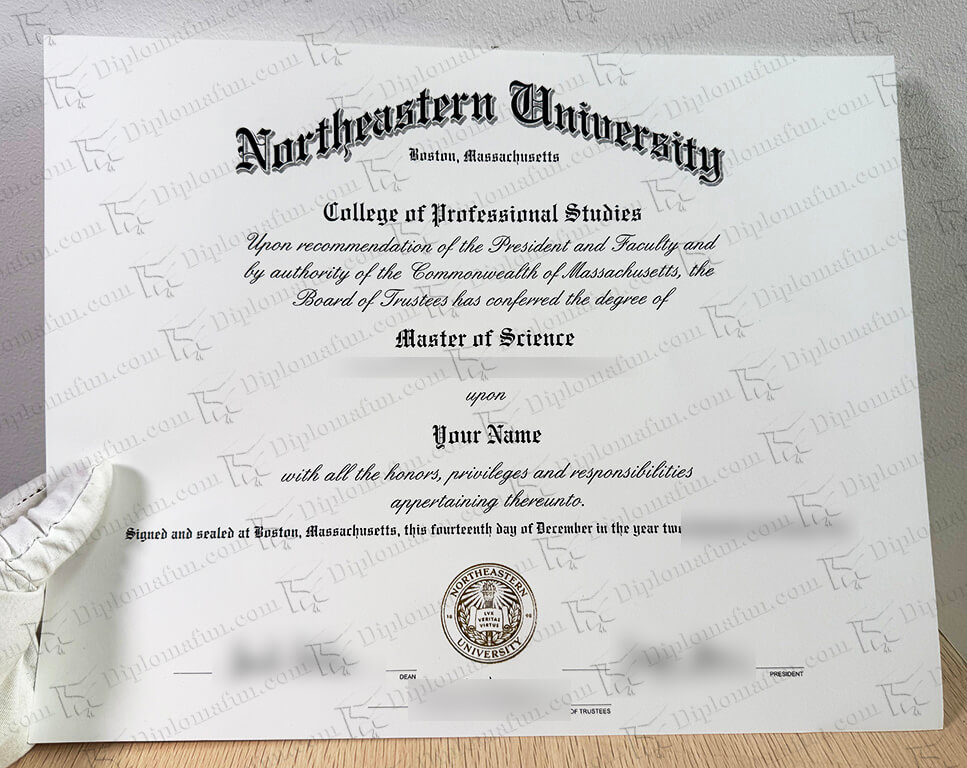 Northeastern University
Boston, Massachusetts
College of Professional Studies
Upon recommendation of the President and Faculty and
by authority of the Commonwealth of Massachusetts, the
Board of Trustees has conferred the degree of
Master of Science
upon
Your Name
with all the honors, privileges and responsibilities
appertaining thereunto.
Signed and sealed at Boston, Massachusetts, this fourteenth day of December in the year
NORTHEASTERN
LVX
VERITAS
VIRTUS
18 98
UNIVERSITY
DEAN
PRESIDENT
OF TRUSTEES
Diplomafun.com